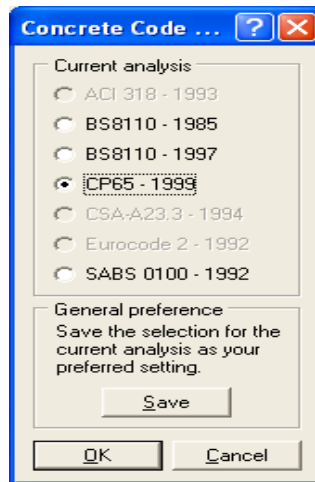 Concrete Code ...
Current analysis
ACI 318 - 1993
BS8110 - 1985
BS8110 - 1997
CP65 - 1999
CSA-A23.3 - 1994
Eurocode 2 - 1992
SABS 0100 - 1992
General preference
Save the selection for the
current analysis as your
preferred setting.
Save
OK Cancel